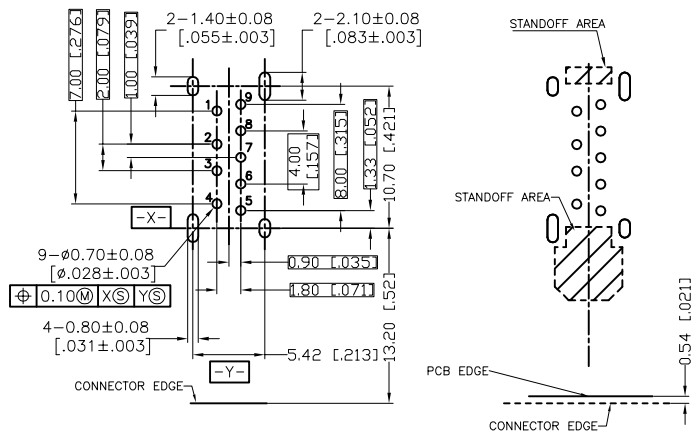 2-1.40±0.08
[.055±.003]
2-2.10±0.08
[.083±.003]
STANDOFF AREA
7.00 [.276]
2.00 [.079]
1.00 [.039]
1
2
3
4
9
8
7
6
5
4.00
[.157]
8.00 [.315]
1.33 [.052]
10.70 [.421]
-X-
STANDOFF AREA
9-ø0.70±0.08
[ø.028±.003]
⌖ 0.10Ⓜ XⓈ YⓈ
0.90 [.035]
1.80 [.071]
13.20 [.52]
4-0.80±0.08
[.031±.003]
5.42 [.213]
-Y-
CONNECTOR EDGE
PCB EDGE
0.54 [.021]
CONNECTOR EDGE